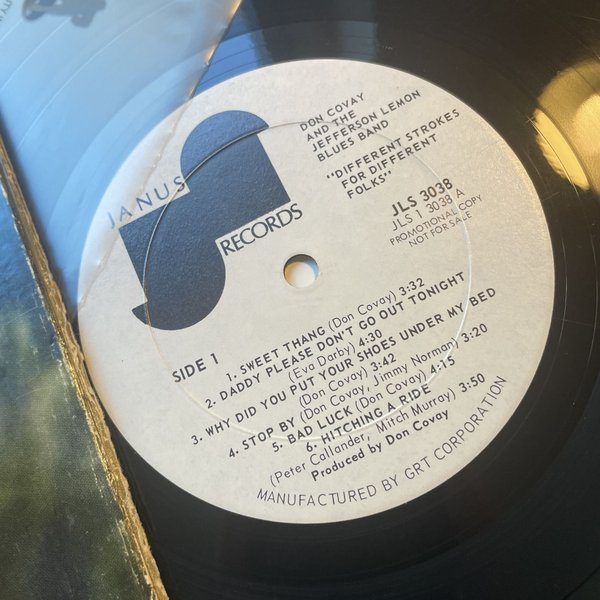 JANUS
RECORDS
DON COVAY
AND THE
JEFFERSON LEMON
BLUES BAND
"DIFFERENT STROKES
FOR DIFFERENT
FOLKS"
JLS 3038
JLS 1 3038 A
PROMOTIONAL COPY
NOT FOR SALE
SIDE 1
1. SWEET THANG (Don Covay) 3:32
2. DADDY PLEASE DON'T GO OUT TONIGHT
(Eva Darby) 4:30
3. WHY DID YOU PUT YOUR SHOES UNDER MY BED
(Don Covay) 3:42
4. STOP BY (Don Covay, Jimmy Norman) 3:20
5. BAD LUCK (Don Covay) 4:15
6. HITCHING A RIDE
(Peter Callander, Mitch Murray) 3:50
Produced by Don Covay
MANUFACTURED BY GRT CORPORATION